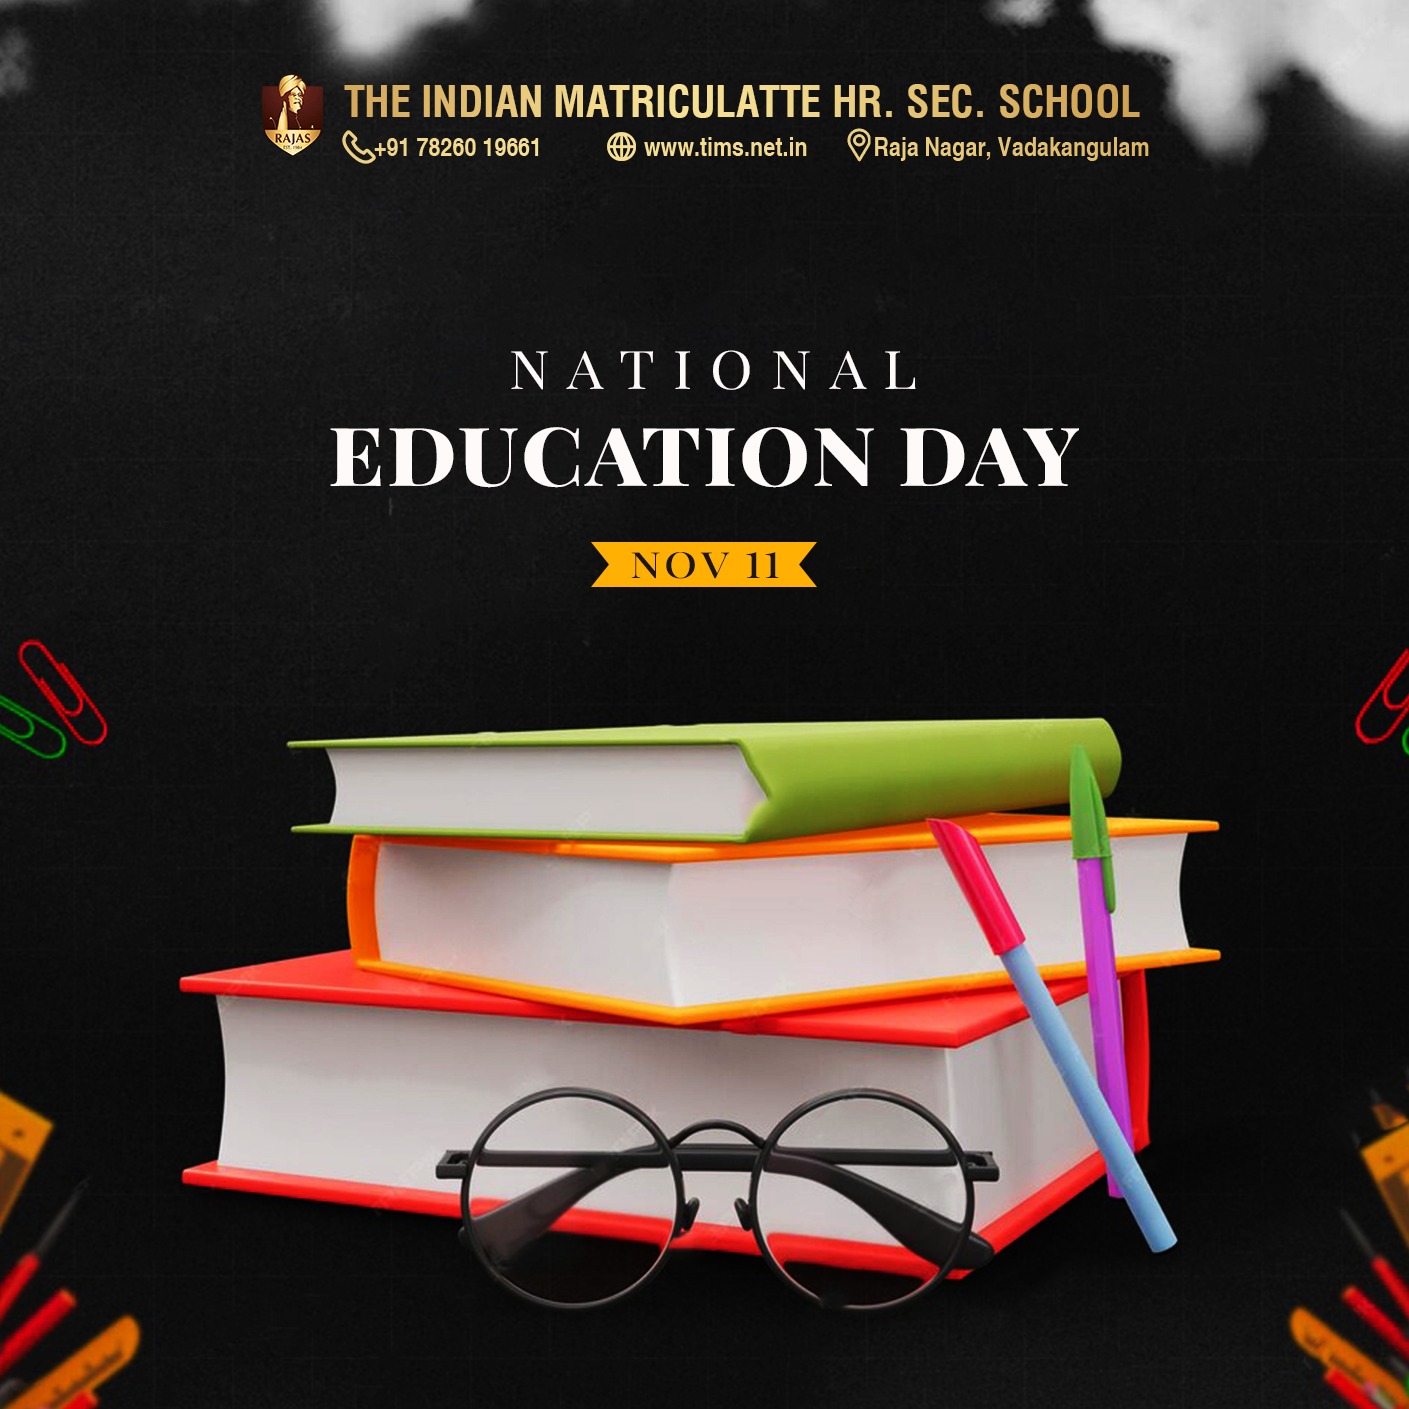 THE INDIAN MATRICULATTE HR. SEC. SCHOOL
RAJAS
+91 78260 19661 www.tims.net.in Raja Nagar, Vadakangulam
NATIONAL
EDUCATION DAY
NOV 11